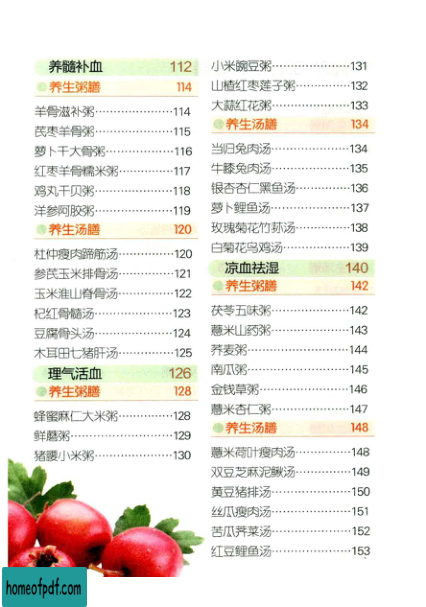 养髓补血 112
养生粥膳 114
羊骨滋补粥··················114
芪枣羊骨粥··················115
萝卜干大骨粥··············116
红枣羊骨糯米粥··········117
鸡丸干贝粥··················118
洋参阿胶粥··················119
养生汤膳 120
杜仲瘦肉蹄筋汤··········120
参芪玉米排骨汤··········121
玉米淮山脊骨汤··········122
杞红骨髓汤··················123
豆腐骨头汤··················124
木耳田七猪肝汤··········125
理气活血 126
养生粥膳 128
蜂蜜麻仁大米粥··········128
鲜蘑粥························129
猪腰小米粥··················130
小米豌豆粥··················131
山楂红枣莲子粥············132
大蒜红花粥··················133
养生汤膳 134
当归兔肉汤··················134
牛膝兔肉汤··················135
银杏杏仁黑鱼汤············136
萝卜鲤鱼汤··················137
玫瑰菊花竹荪汤············138
白菊花乌鸡汤··············139
凉血祛湿 140
养生粥膳 142
茯苓五味粥··················142
薏米山药粥··················143
荞麦粥························144
南瓜粥························145
金钱草粥····················146
薏米杏仁粥··················147
养生汤膳 148
薏米荷叶瘦肉汤············148
双豆芝麻泥鳅汤············149
黄豆猪排汤··················150
丝瓜瘦肉汤··················151
苦瓜荠菜汤··················152
红豆鲤鱼汤··················153
homeofpdf.com